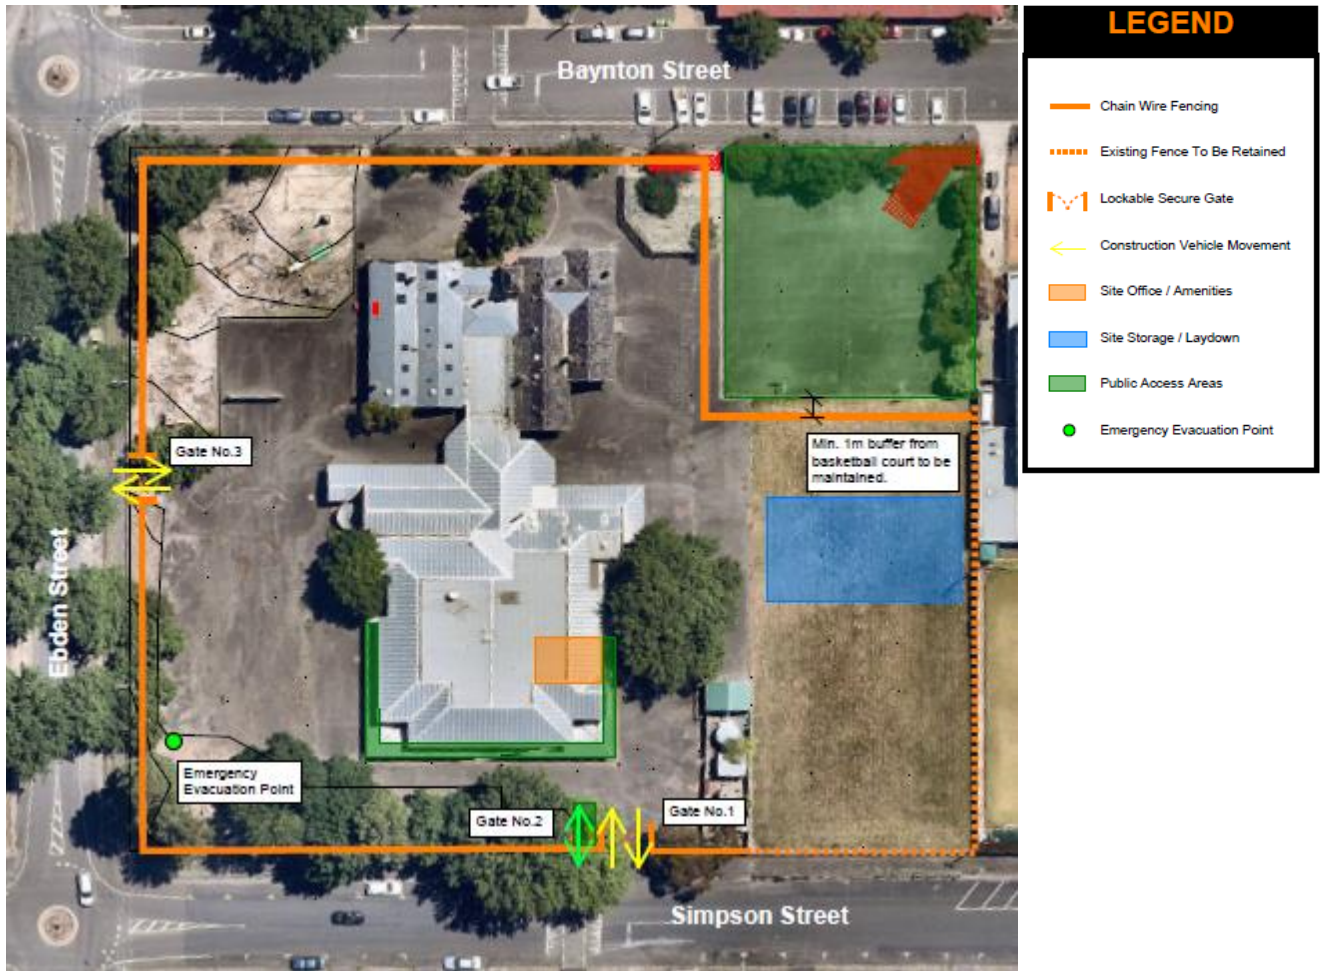 LEGEND
Baynton Street
Chain Wire Fencing
Existing Fence To Be Retained
Lockable Secure Gate
Construction Vehicle Movement
Site Office / Amenities
Site Storage / Laydown
Public Access Areas
Emergency Evacuation Point
Gate No.3
Min. 1m buffer from
basketball court to be
maintained.
Ebden Street
Emergency
Evacuation Point
Gate No.2
Gate No.1
Simpson Street